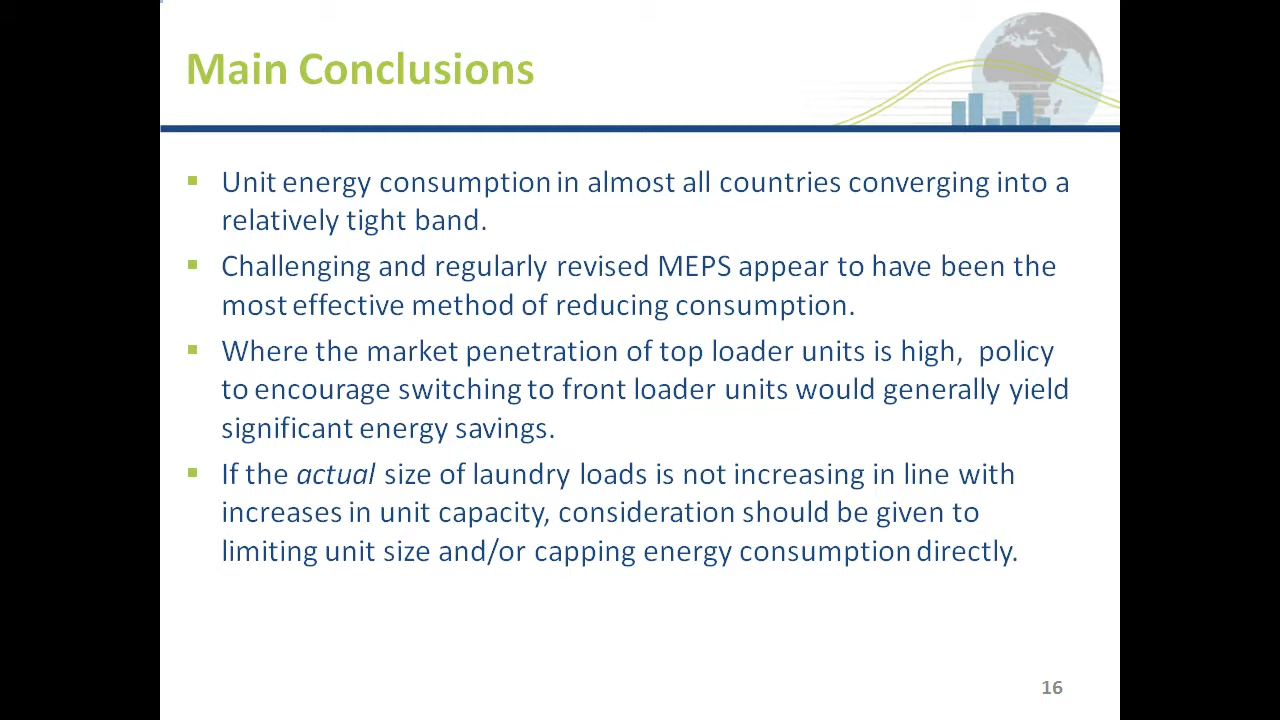 Main Conclusions
Unit energy consumption in almost all countries converging into a
relatively tight band.
Challenging and regularly revised MEPS appear to have been the
most effective method of reducing consumption.
Where the market penetration of top loader units is high, policy
to encourage switching to front loader units would generally yield
significant energy savings.
If the actual size of laundry loads is not increasing in line with
increases in unit capacity, consideration should be given to
limiting unit size and/or capping energy consumption directly.
16